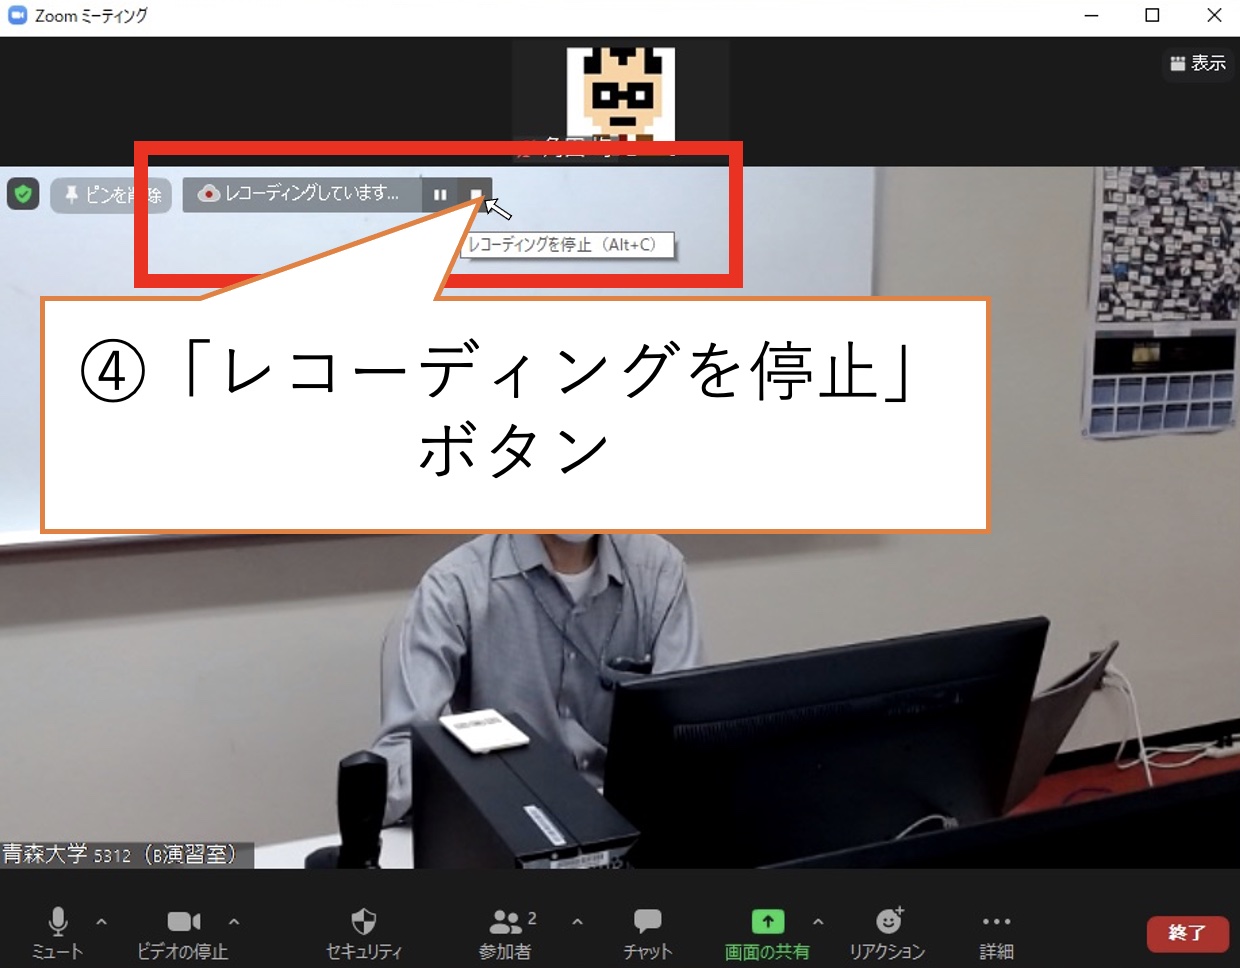 Zoom ミーティング
表示
ピンを削除
レコーディングしています...
レコーディングを停止（Alt+C）
④「レコーディングを停止」
ボタン
青森大学 5312（B演習室）
ミュート
ビデオの停止
セキュリティ
2
参加者
チャット
画面の共有
リアクション
詳細
終了